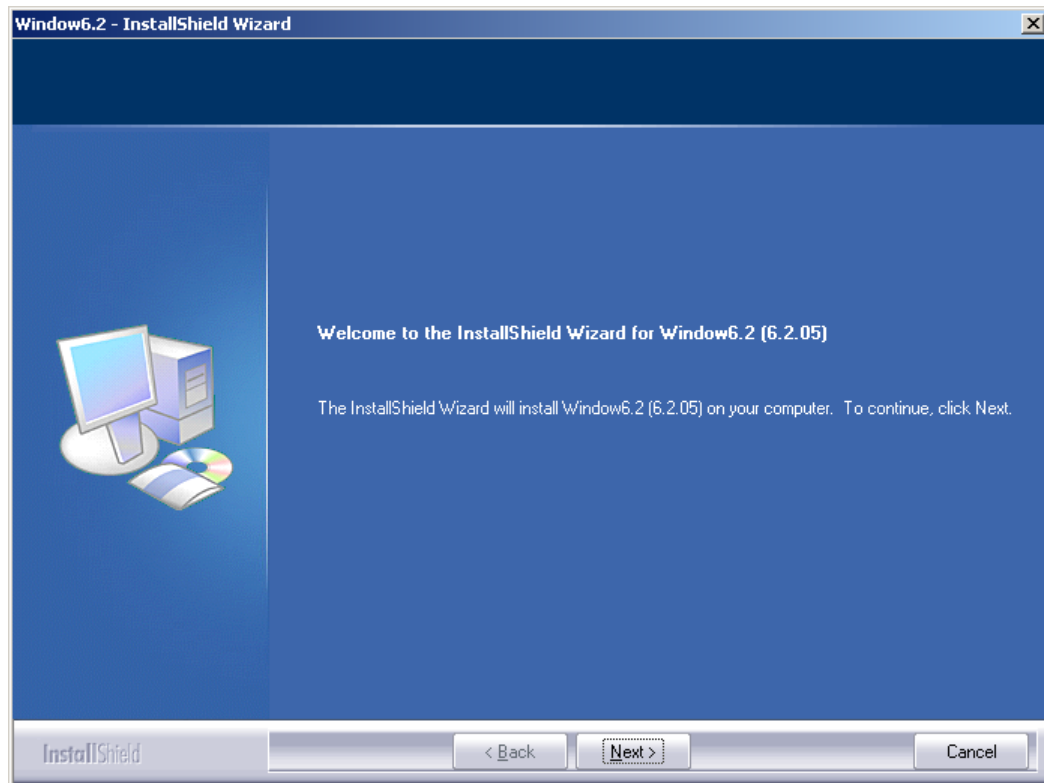 Window6.2 - InstallShield Wizard
Welcome to the InstallShield Wizard for Window6.2 (6.2.05)
The InstallShield Wizard will install Window6.2 (6.2.05) on your computer. To continue, click Next.
InstallShield
< Back
Next >
Cancel